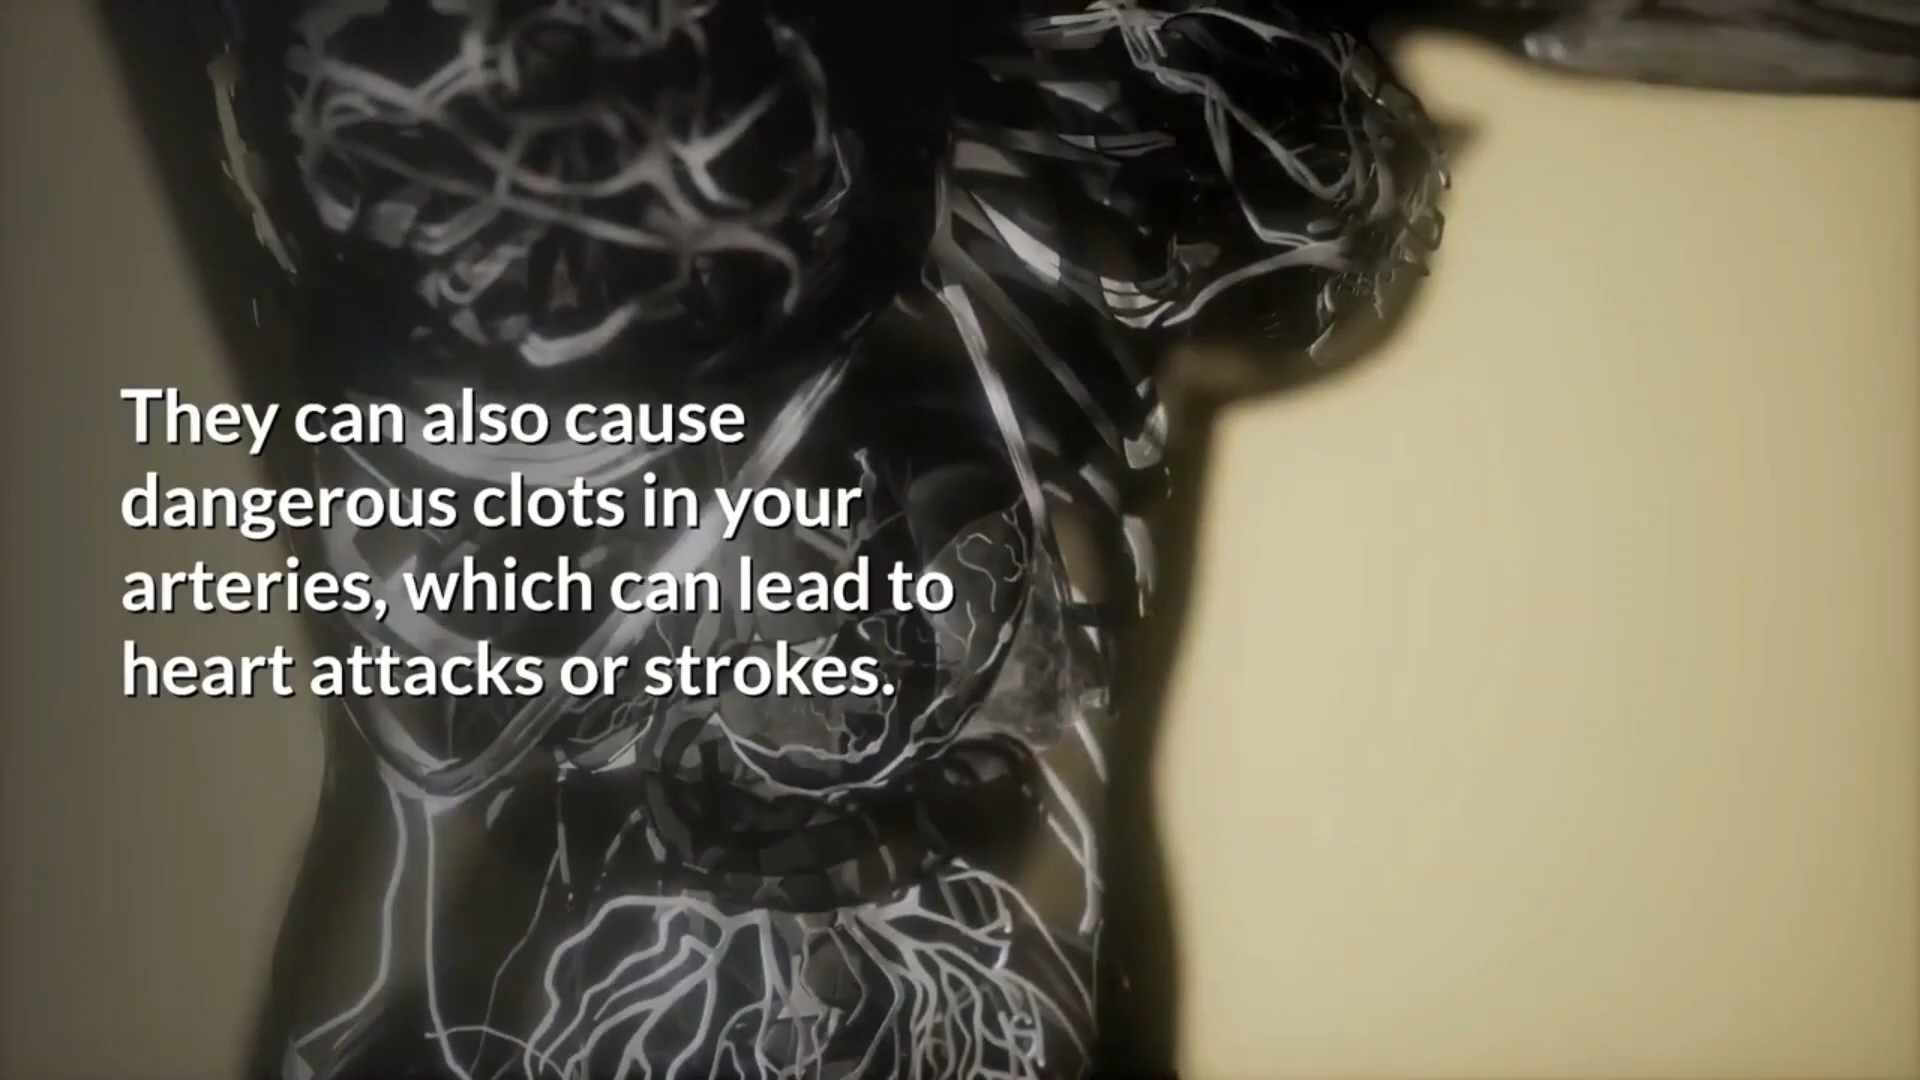 They can also cause
dangerous clots in your
arteries, which can lead to
heart attacks or strokes.